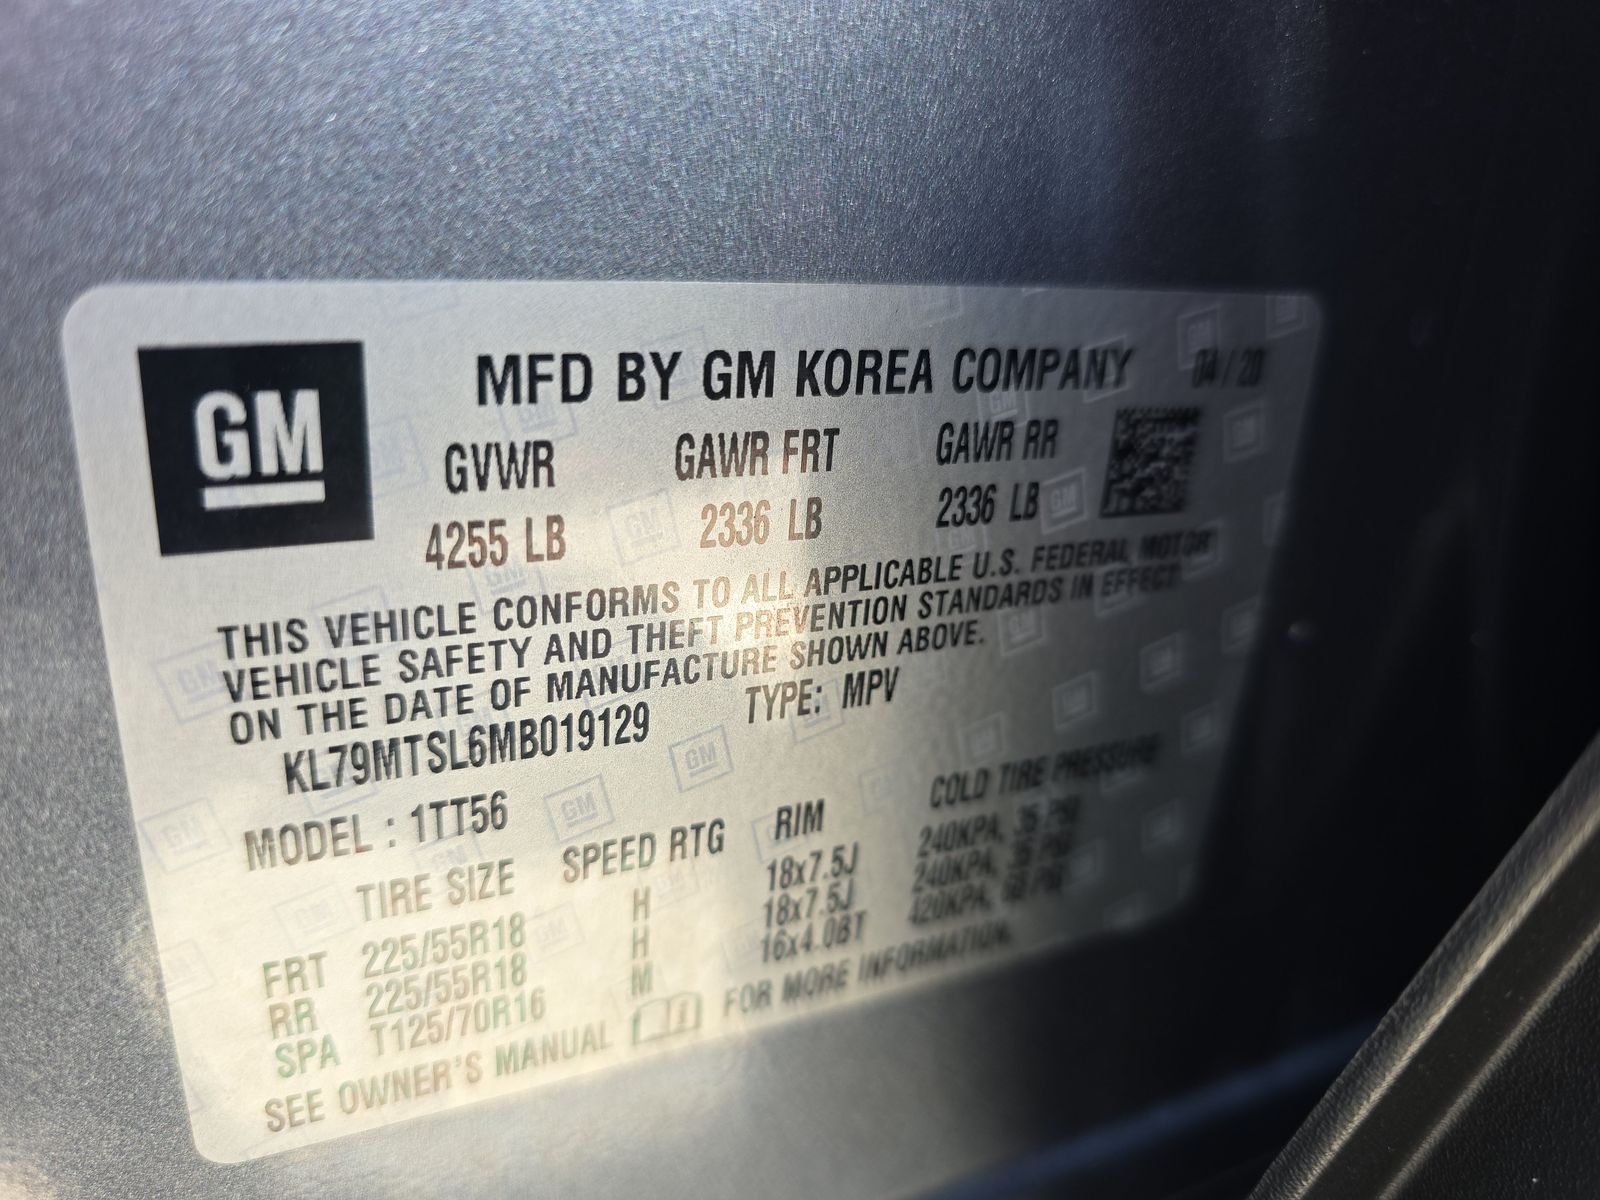 GM
MFD BY GM KOREA COMPANY 04/20
GVWR GAWR FRT GAWR RR
4255 LB 2336 LB 2336 LB
THIS VEHICLE CONFORMS TO ALL APPLICABLE U.S. FEDERAL MOTOR
VEHICLE SAFETY AND THEFT PREVENTION STANDARDS IN EFFECT
ON THE DATE OF MANUFACTURE SHOWN ABOVE.
KL79MTSL6MB019129 TYPE: MPV
MODEL : 1TT56
TIRE SIZE SPEED RTG RIM COLD TIRE PRESSURE
FRT 225/55R18 H 18x7.5J 240KPA, 35 PSI
RR 225/55R18 H 18x7.5J 240KPA, 35 PSI
SPA T125/70R16 M 16x4.0BT 420KPA, 60 PSI
SEE OWNER'S MANUAL FOR MORE INFORMATION.